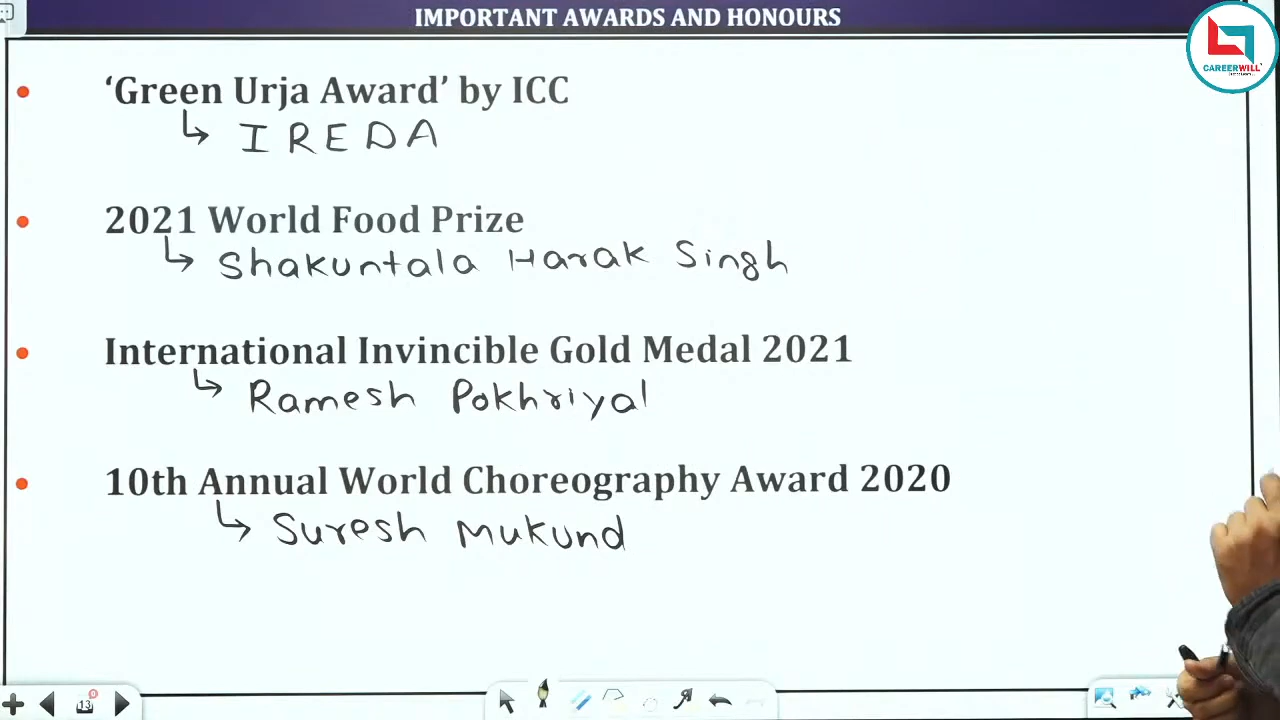 IMPORTANT AWARDS AND HONOURS
CAREERWILL
• ‘Green Urja Award’ by ICC
↳ IREDA
• 2021 World Food Prize
↳ Shakuntala Harak Singh
• International Invincible Gold Medal 2021
↳ Ramesh Pokhriyal
• 10th Annual World Choreography Award 2020
↳ Suresh Mukund
13